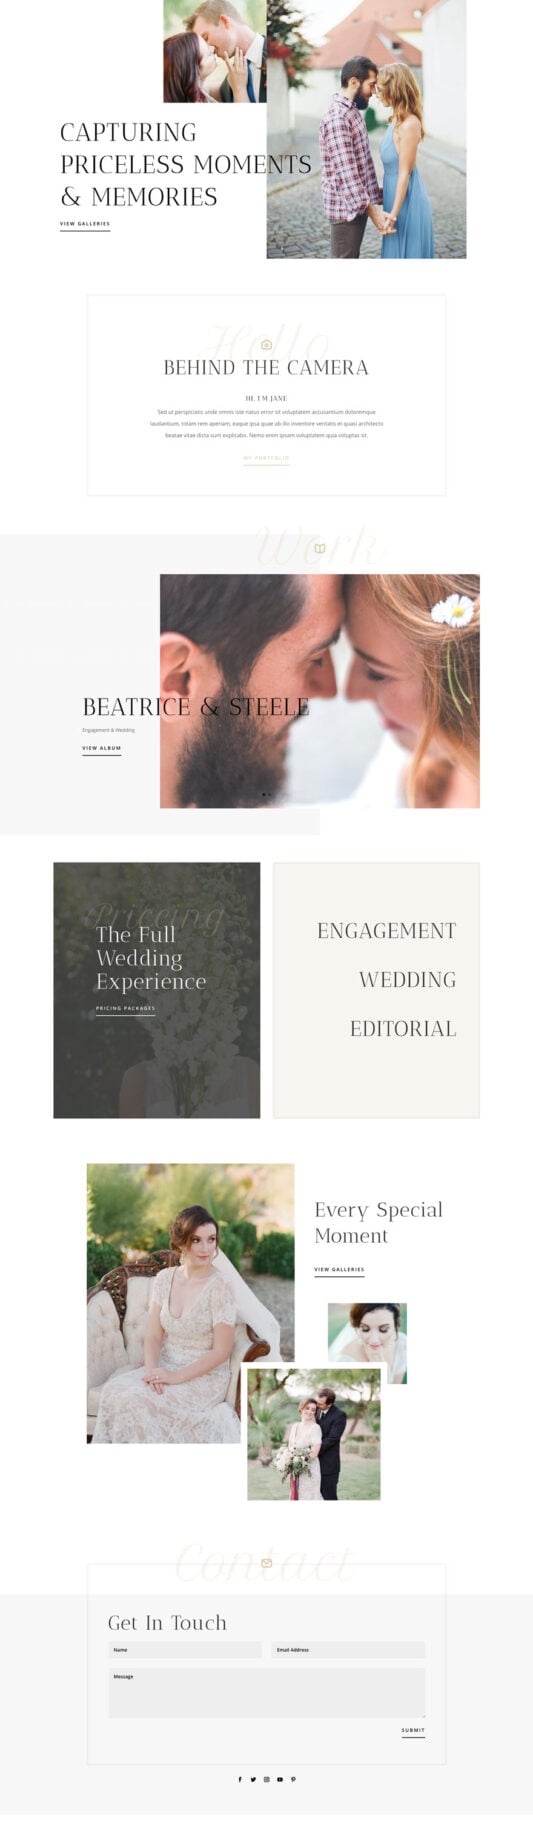 CAPTURING
PRICELESS MOMENTS
& MEMORIES
VIEW GALLERIES
Hello
BEHIND THE CAMERA
HI, I'M JANE
Sed ut perspiciatis unde omnis iste natus error sit voluptatem accusantium doloremque
laudantium, totam rem aperiam, eaque ipsa quae ab illo inventore veritatis et quasi architecto
beatae vitae dicta sunt explicabo. Nemo enim ipsam voluptatem quia voluptas sit.
MY PORTFOLIO
Work
BEATRICE & STEELE
Engagement & Wedding
VIEW ALBUM
Pricing
The Full
Wedding
Experience
PRICING PACKAGES
ENGAGEMENT
WEDDING
EDITORIAL
Every Special
Moment
VIEW GALLERIES
Contact
Get In Touch
Name
Email Address
Message
SUBMIT